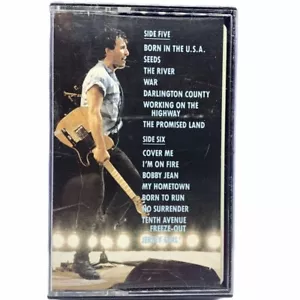 SIDE FIVE
BORN IN THE U.S.A.
SEEDS
THE RIVER
WAR
DARLINGTON COUNTY
WORKING ON THE
HIGHWAY
THE PROMISED LAND
SIDE SIX
COVER ME
I'M ON FIRE
BOBBY JEAN
MY HOMETOWN
BORN TO RUN
NO SURRENDER
TENTH AVENUE
FREEZE-OUT